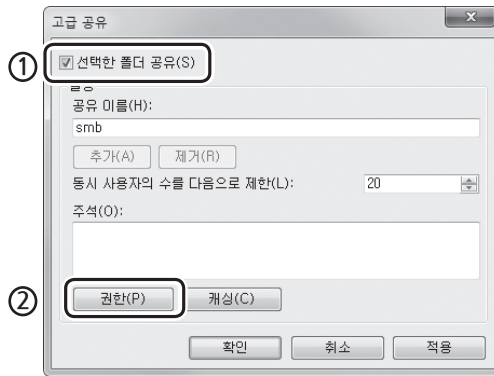 고급 공유
① 선택한 폴더 공유(S)
공유 이름(H):
smb
추가(A) 제거(R)
동시 사용자의 수를 다음으로 제한(L): 20
주석(O):
② 권한(P) 캐싱(C)
확인 취소 적용